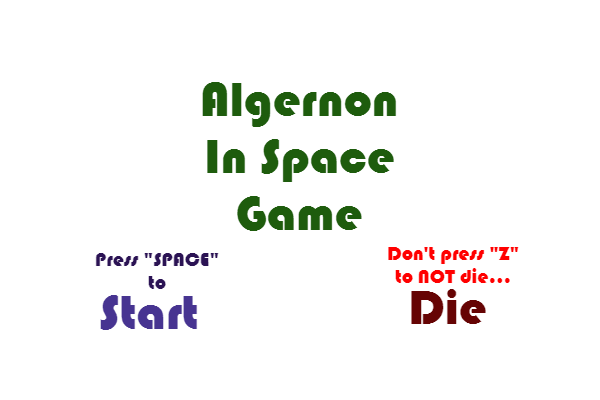 Algernon
In Space
Game
Press "SPACE"
to
Start
Don't press "Z"
to NOT die...
Die